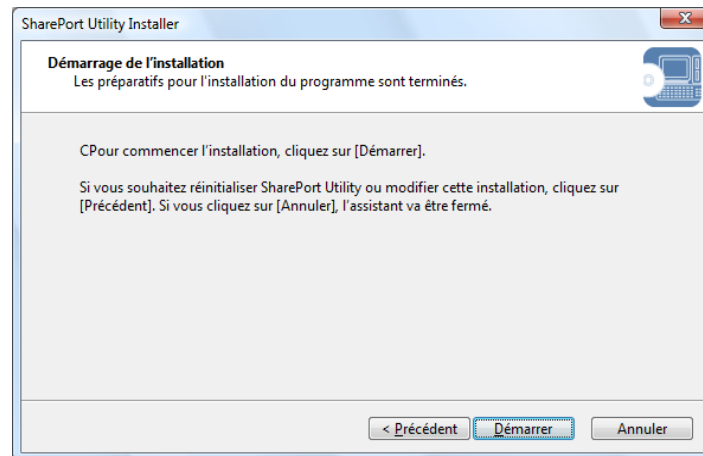 SharePort Utility Installer
Démarrage de l'installation
Les préparatifs pour l'installation du programme sont terminés.
CPour commencer l'installation, cliquez sur [Démarrer].
Si vous souhaitez réinitialiser SharePort Utility ou modifier cette installation, cliquez sur
[Précédent]. Si vous cliquez sur [Annuler], l'assistant va être fermé.
< Précédent Démarrer Annuler